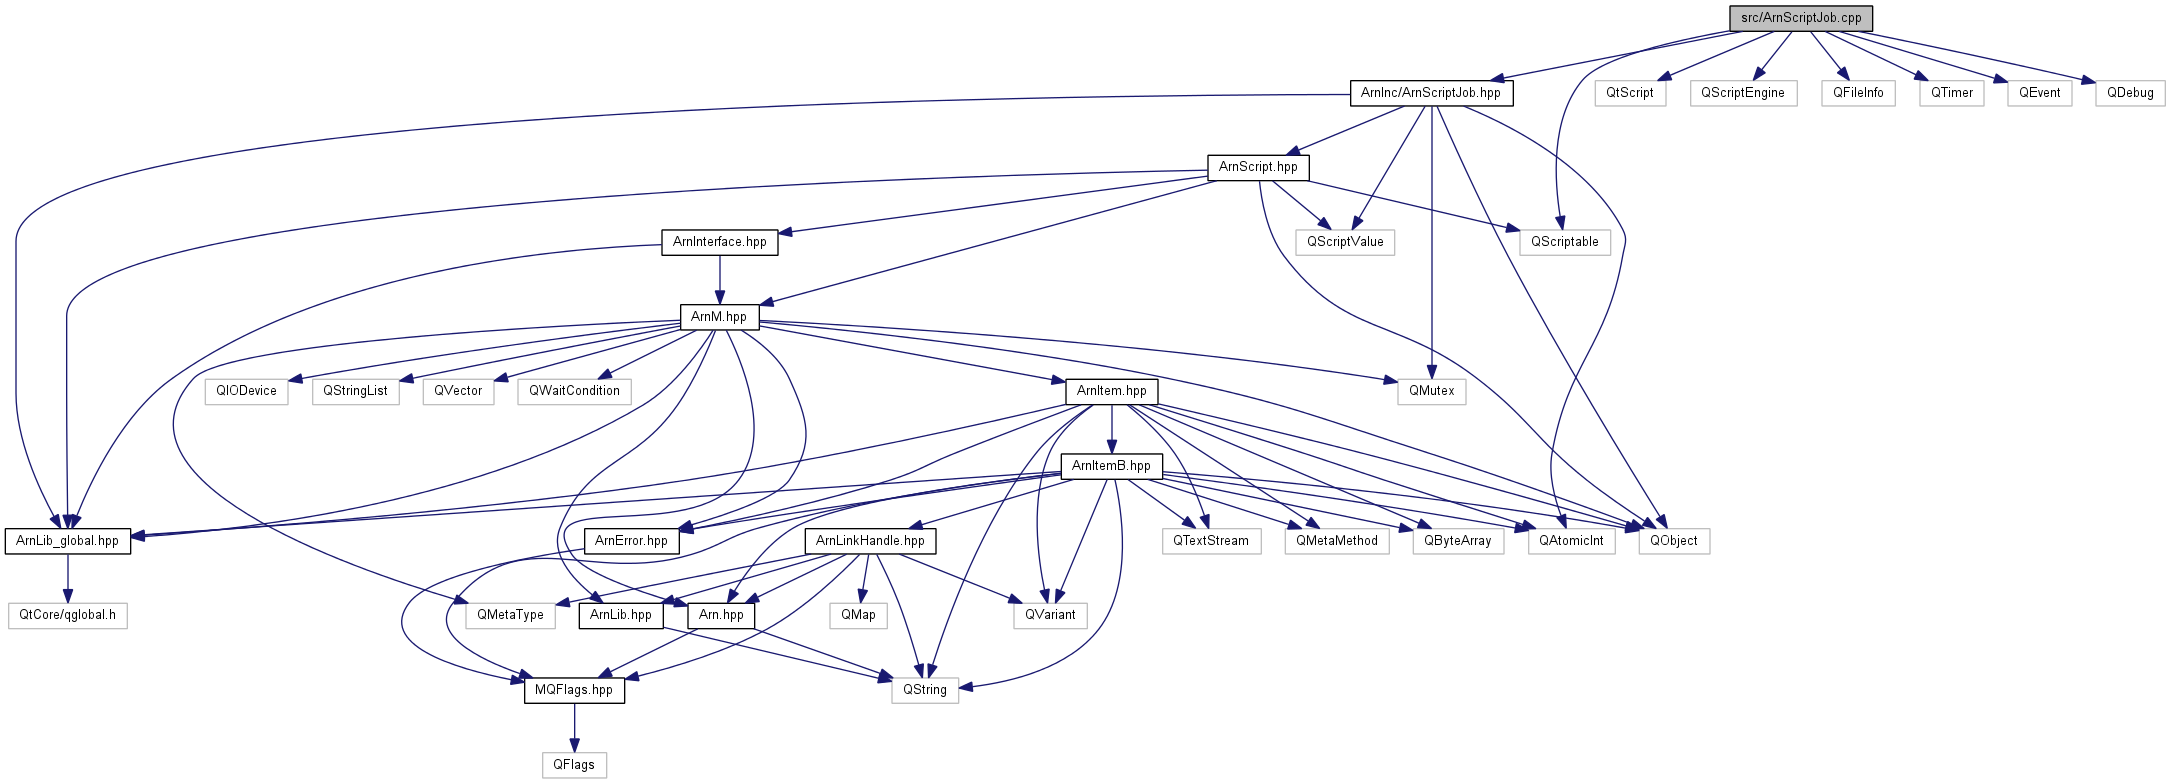 src/ArnScriptJob.cpp
ArnInc/ArnScriptJob.hpp
QtScript
QScriptEngine
QFileInfo
QTimer
QEvent
QDebug
ArnScript.hpp
ArnInterface.hpp
QScriptValue
QScriptable
ArnM.hpp
QIODevice
QStringList
QVector
QWaitCondition
ArnItem.hpp
QMutex
ArnItemB.hpp
ArnLib_global.hpp
ArnError.hpp
ArnLinkHandle.hpp
QTextStream
QMetaMethod
QByteArray
QAtomicInt
QObject
QtCore/qglobal.h
QMetaType
ArnLib.hpp
Arn.hpp
QMap
QVariant
MQFlags.hpp
QString
QFlags